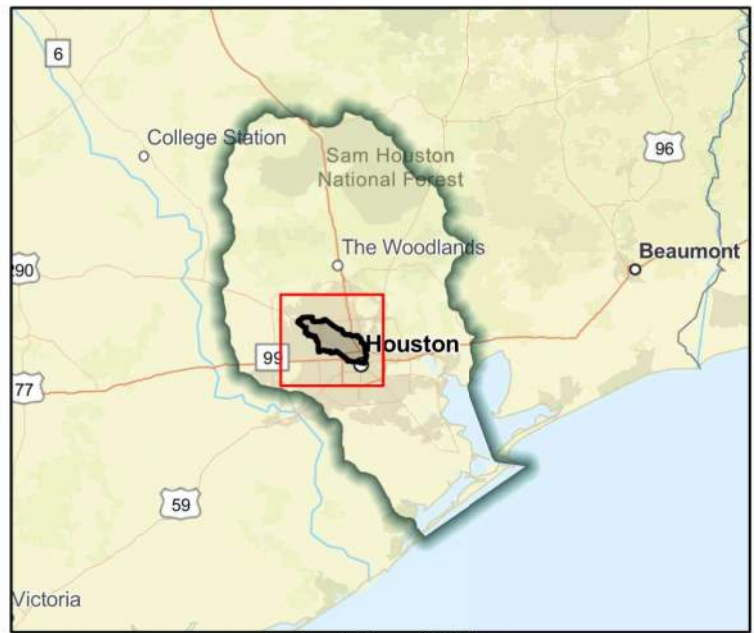 6
College Station
Sam Houston
National Forest
96
The Woodlands
Beaumont
290
Houston
99
77
59
Victoria